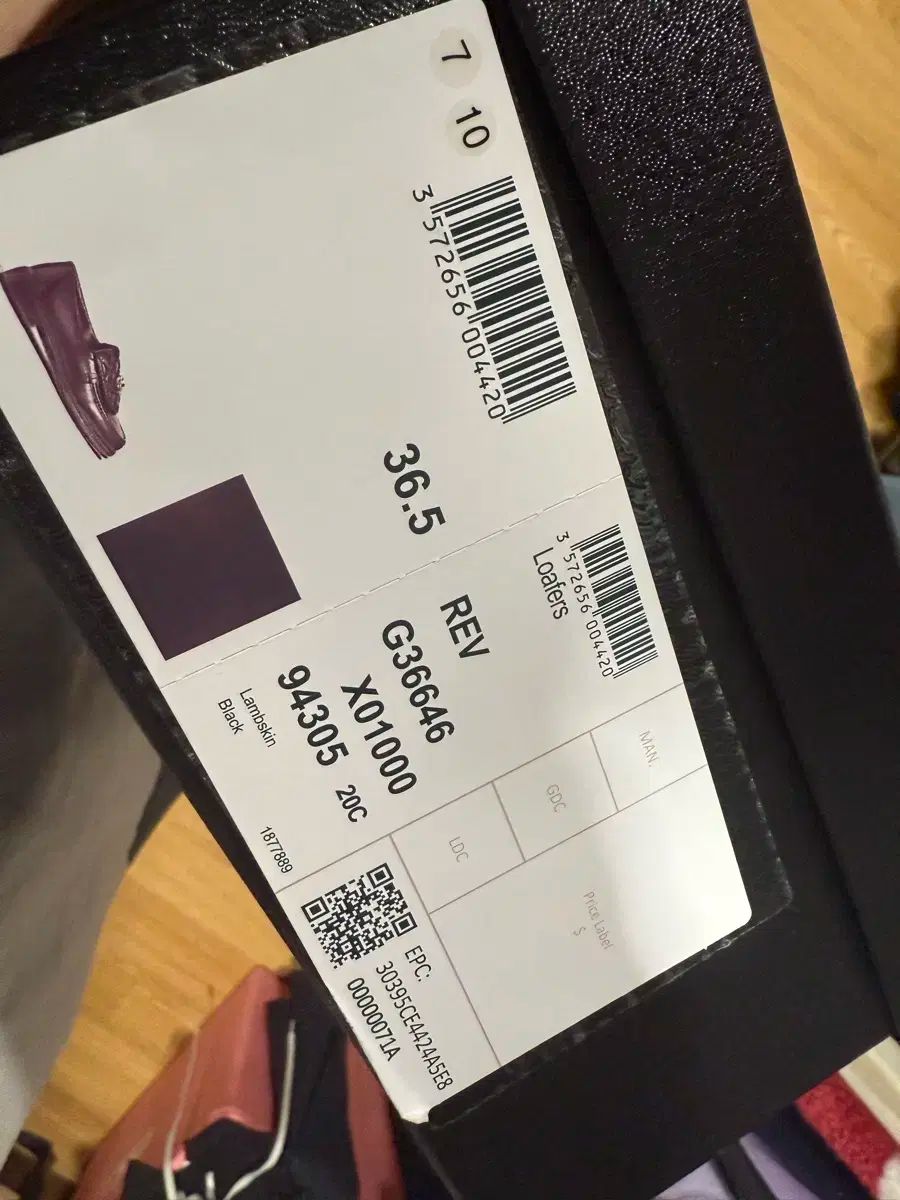 7
10
3 572656 004420
36.5
3 572656 004420
Loafers
REV
G36646
X01000
94305 20C
Lambskin
Black
1877889
MAN.
GDC
LDC
Price Label
$
EPC:
30395CE4424A5E8
00000071A